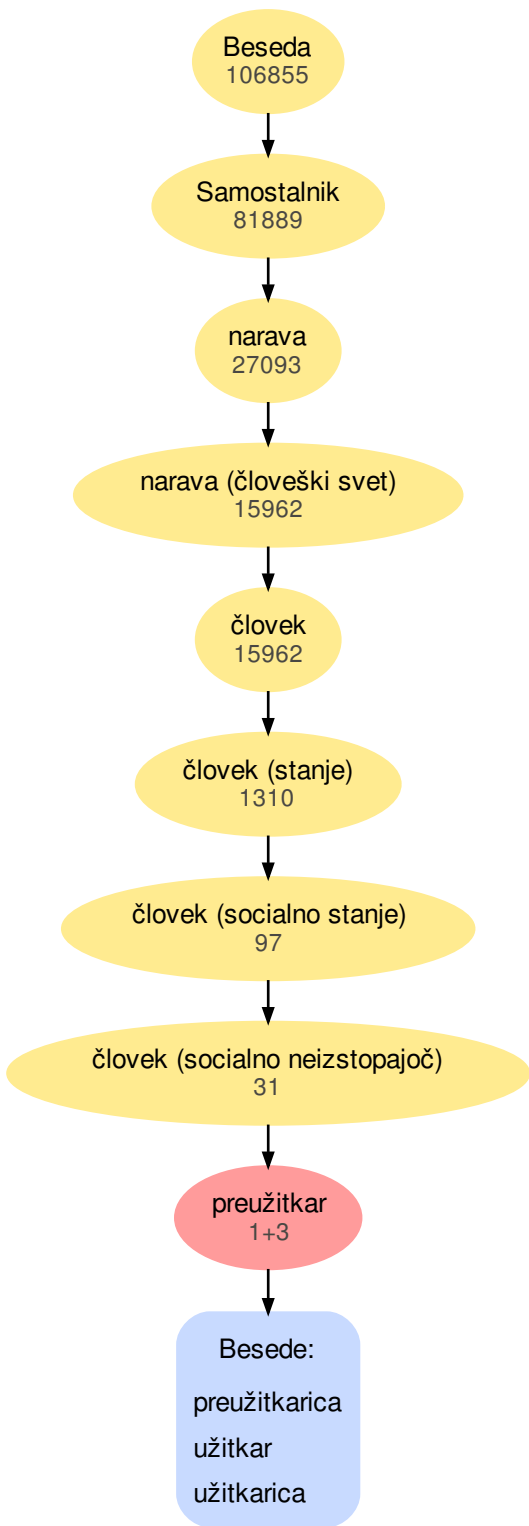 Beseda
106855
Samostalnik
81889
narava
27093
narava (človeški svet)
15962
človek
15962
človek (stanje)
1310
človek (socialno stanje)
97
človek (socialno neizstopajoč)
31
preužitkar
1+3
Besede:
preužitkarica
užitkar
užitkarica